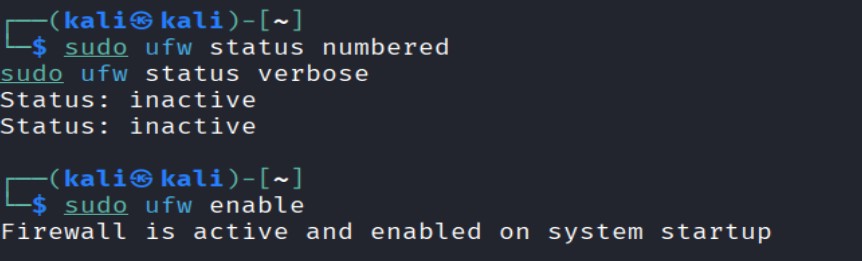 ┌──(kali㉿kali)-[~]
└─$ sudo ufw status numbered
sudo ufw status verbose
Status: inactive
Status: inactive
┌──(kali㉿kali)-[~]
└─$ sudo ufw enable
Firewall is active and enabled on system startup